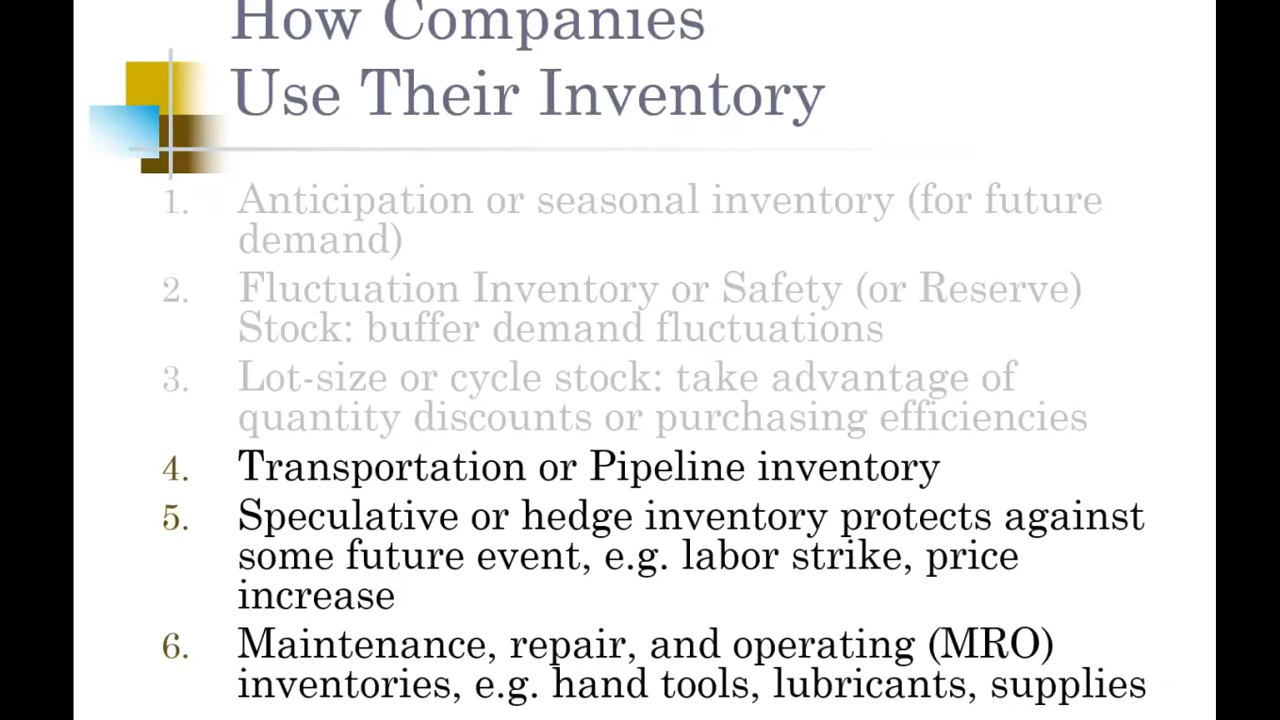 How Companies
Use Their Inventory
1. Anticipation or seasonal inventory (for future
demand)
2. Fluctuation Inventory or Safety (or Reserve)
Stock: buffer demand fluctuations
3. Lot-size or cycle stock: take advantage of
quantity discounts or purchasing efficiencies
4. Transportation or Pipeline inventory
5. Speculative or hedge inventory protects against
some future event, e.g. labor strike, price
increase
6. Maintenance, repair, and operating (MRO)
inventories, e.g. hand tools, lubricants, supplies